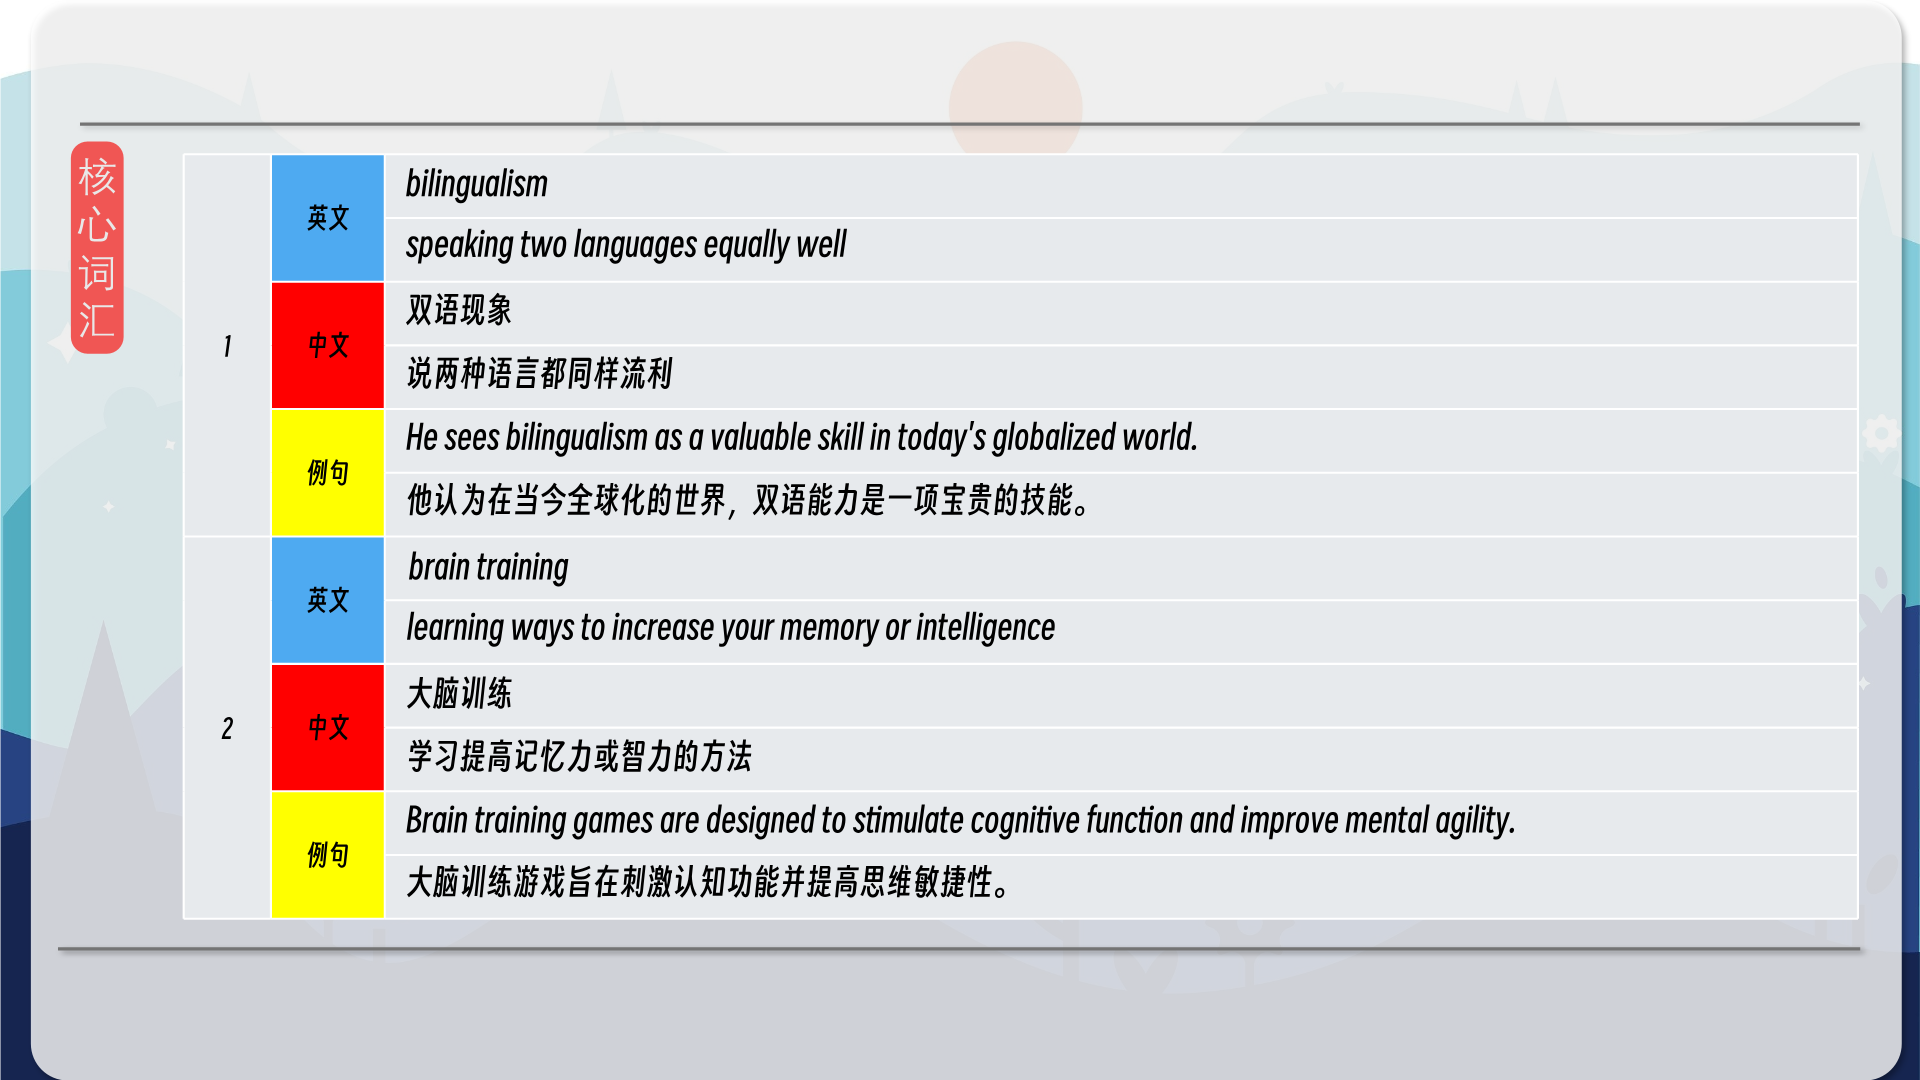 核
心
词
汇
1
英文
bilingualism
speaking two languages equally well
中文
双语现象
说两种语言都同样流利
例句
He sees bilingualism as a valuable skill in today's globalized world.
他认为在当今全球化的世界，双语能力是一项宝贵的技能。
2
英文
brain training
learning ways to increase your memory or intelligence
中文
大脑训练
学习提高记忆力或智力的方法
例句
Brain training games are designed to stimulate cognitive function and improve mental agility.
大脑训练游戏旨在刺激认知功能并提高思维敏捷性。